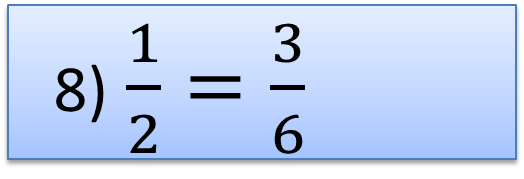 8) 1/2 = 3/6